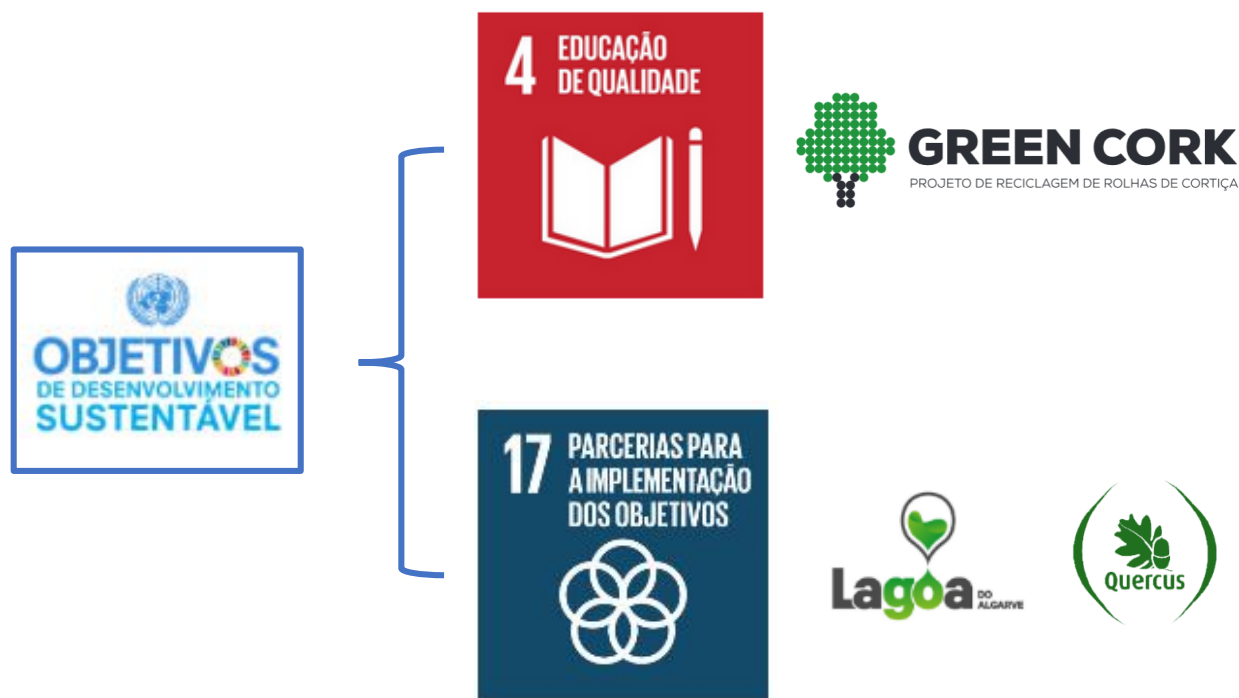 OBJETIVOS
DE DESENVOLVIMENTO
SUSTENTÁVEL
4 EDUCAÇÃO
DE QUALIDADE
GREEN CORK
PROJETO DE RECICLAGEM DE ROLHAS DE CORTIÇA
17 PARCERIAS PARA
A IMPLEMENTAÇÃO
DOS OBJETIVOS
Lagoa DO
ALGARVE
Quercus